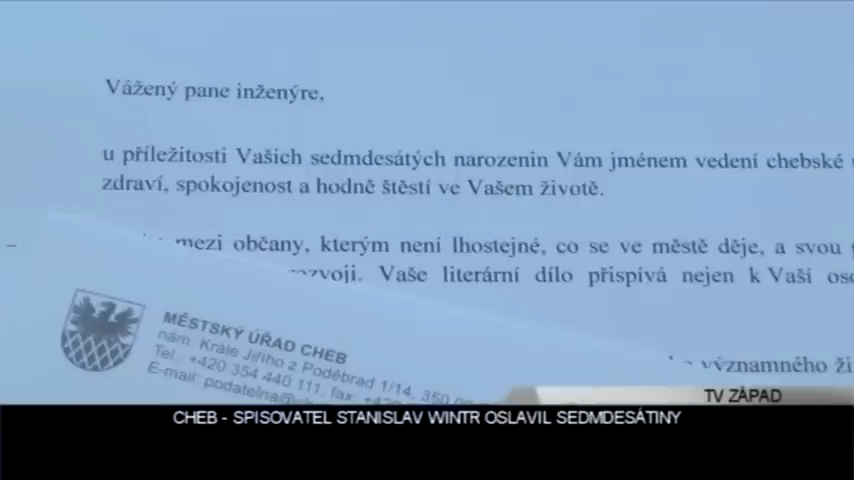 Vážený pane inženýre,
u příležitosti Vašich sedmdesátých narozenin Vám jménem vedení chebské
zdraví, spokojenost a hodně štěstí ve Vašem životě.
mezi občany, kterým není lhostejné, co se ve městě děje, a svou
Vaše literární dílo přispívá nejen k Vaší
významného
MĚSTSKÝ ÚŘAD CHEB
nám. Krále Jiřího z Poděbrad 1/14, 350
Tel.: +420 354 440 111, fax:
E-mail:
TV ZÁPAD
CHEB - SPISOVATEL STANISLAV WINTR OSLAVIL SEDMDESÁTINY